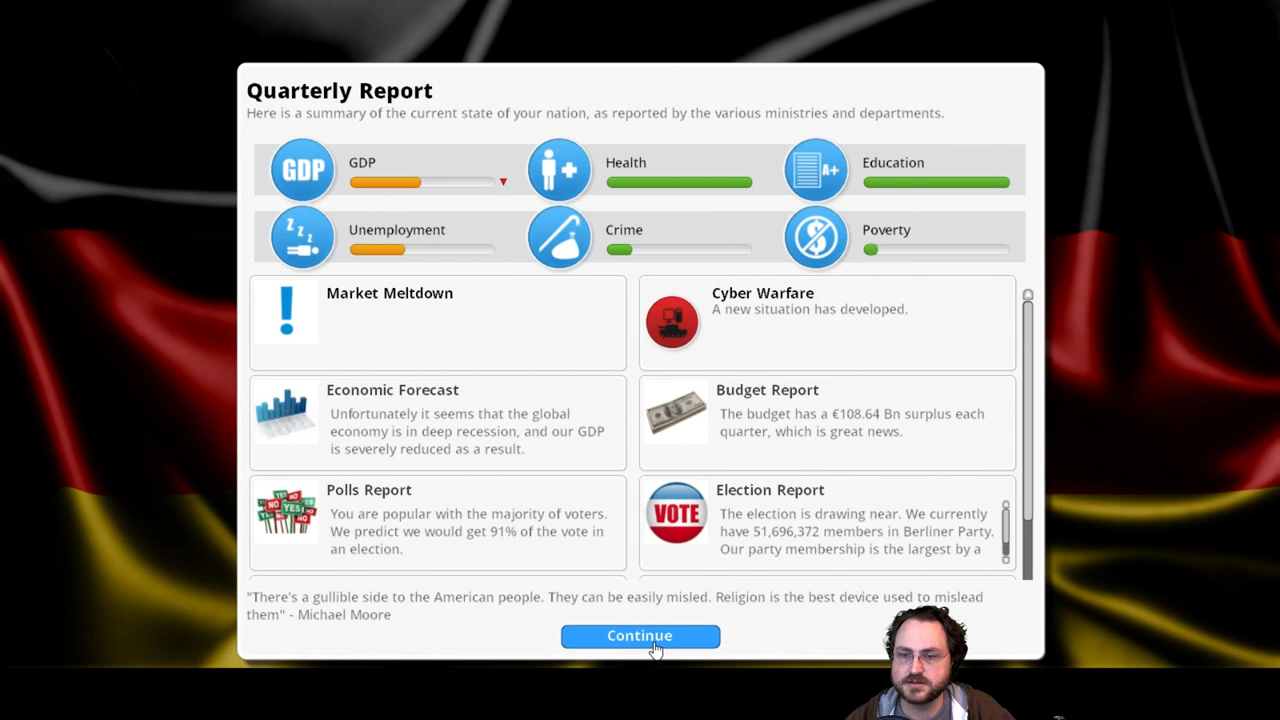 Quarterly Report
Here is a summary of the current state of your nation, as reported by the various ministries and departments.
GDP
GDP
Health
A+
Education
Z Z Z
Unemployment
Crime
$
Poverty
Market Meltdown
Cyber Warfare
A new situation has developed.
Economic Forecast
Unfortunately it seems that the global
economy is in deep recession, and our GDP
is severely reduced as a result.
Budget Report
The budget has a €108.64 Bn surplus each
quarter, which is great news.
Polls Report
NO YES NO
You are popular with the majority of voters.
We predict we would get 91% of the vote in
an election.
Election Report
VOTE
The election is drawing near. We currently
have 51,696,372 members in Berliner Party.
Our party membership is the largest by a
"There's a gullible side to the American people. They can be easily misled. Religion is the best device used to mislead
them" - Michael Moore
Continue